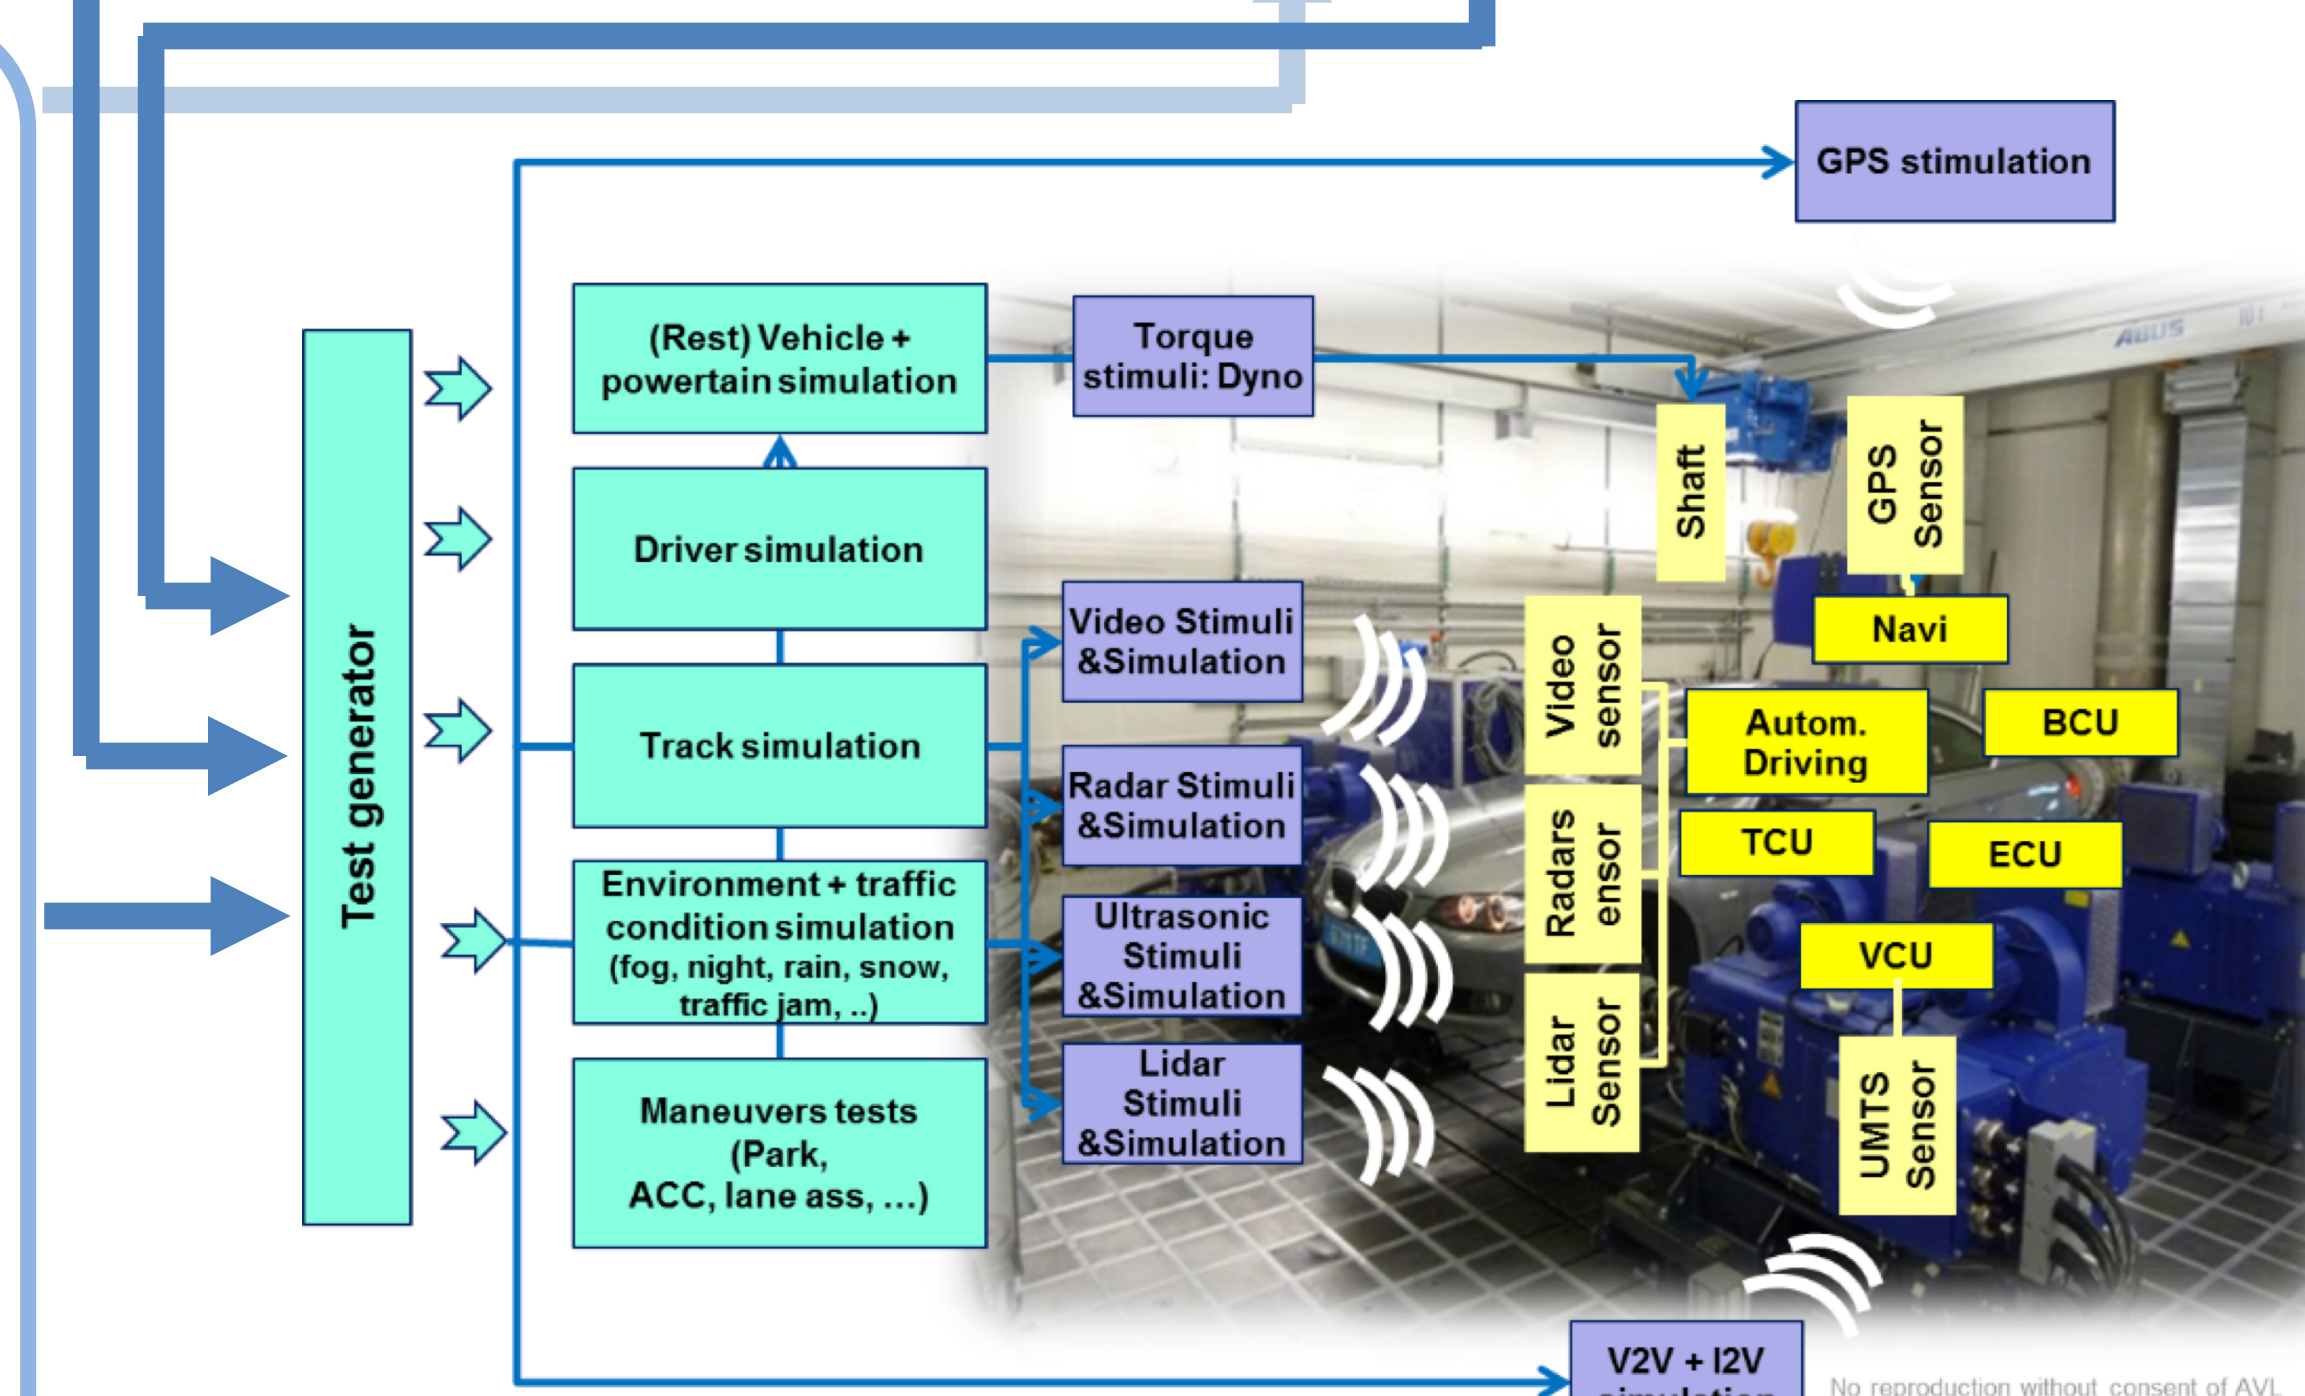 GPS stimulation
(Rest) Vehicle +
powertain simulation
Torque
stimuli: Dyno
ABUS
Shaft
GPS
Sensor
Driver simulation
Video Stimuli
&Simulation
Navi
Test generator
Track simulation
Video
sensor
Autom.
Driving
BCU
Radar Stimuli
&Simulation
Radars
ensor
TCU
ECU
Environment + traffic
condition simulation
(fog, night, rain, snow,
traffic jam, ..)
Ultrasonic
Stimuli
&Simulation
VCU
Lidar
Stimuli
&Simulation
Lidar
Sensor
UMTS
Sensor
Maneuvers tests
(Park,
ACC, lane ass, ...)
V2V + I2V
simulation
No reproduction without consent of AVL